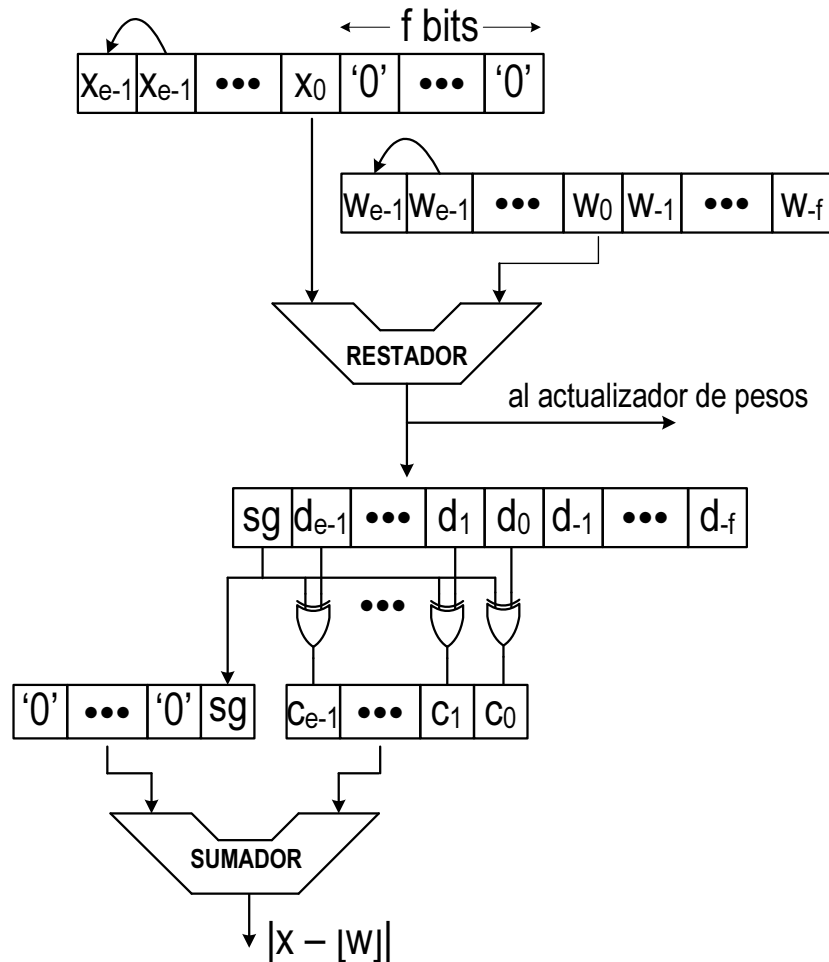 f bits
xe-1 xe-1 ••• x0 '0' ••• '0'
we-1 we-1 ••• w0 w-1 ••• w-f
RESTADOR
al actualizador de pesos
sg de-1 ••• d1 d0 d-1 ••• d-f
•••
'0' ••• '0' sg
ce-1 ••• c1 c0
SUMADOR
|x – ⌊w⌋|